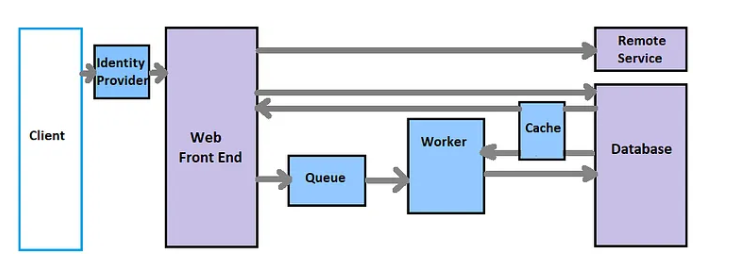 Client
Identity
Provider
Web
Front End
Queue
Worker
Cache
Remote
Service
Database